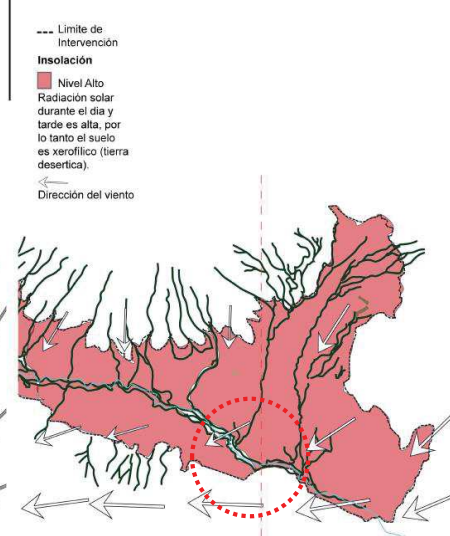 Limite de
Intervención
Insolación
Nivel Alto
Radiación solar
durante el dia y
tarde es alta, por
lo tanto el suelo
es xerofílico (tierra
desertica).
Dirección del viento